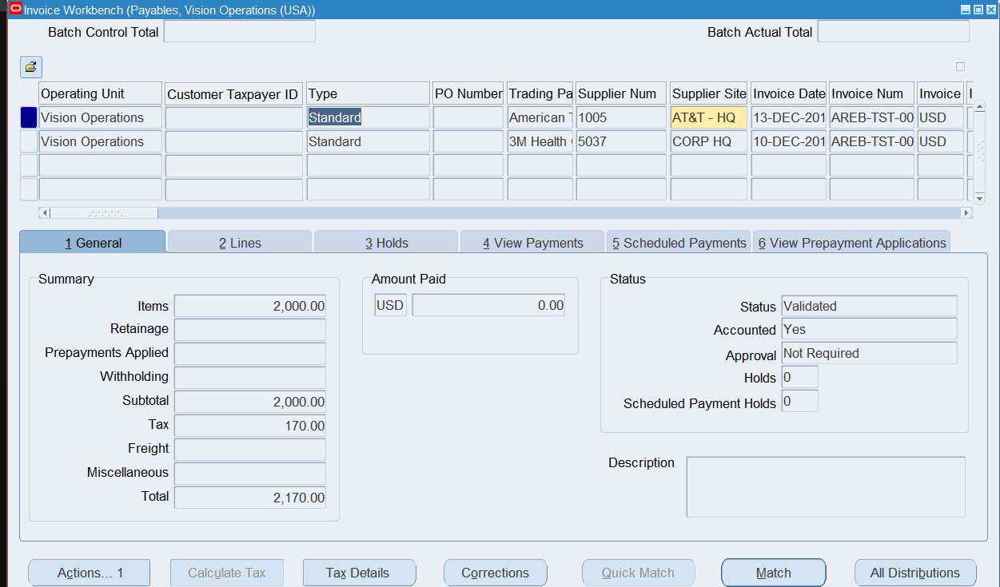 Invoice Workbench (Payables, Vision Operations (USA))
Batch Control Total
Batch Actual Total
Operating Unit Customer Taxpayer ID Type PO Number Trading Pa Supplier Num Supplier Site Invoice Date Invoice Num Invoice I
Vision Operations Standard American T 1005 AT&T - HQ 13-DEC-201 AREB-TST-00 USD
Vision Operations Standard 3M Health 5037 CORP HQ 10-DEC-201 AREB-TST-00 USD
1 General 2 Lines 3 Holds 4 View Payments 5 Scheduled Payments 6 View Prepayment Applications
Summary
Items 2,000.00
Retainage
Prepayments Applied
Withholding
Subtotal 2,000.00
Tax 170.00
Freight
Miscellaneous
Total 2,170.00
Amount Paid
USD 0.00
Status
Status Validated
Accounted Yes
Approval Not Required
Holds 0
Scheduled Payment Holds 0
Description
Actions... 1 Calculate Tax Tax Details Corrections Quick Match Match All Distributions